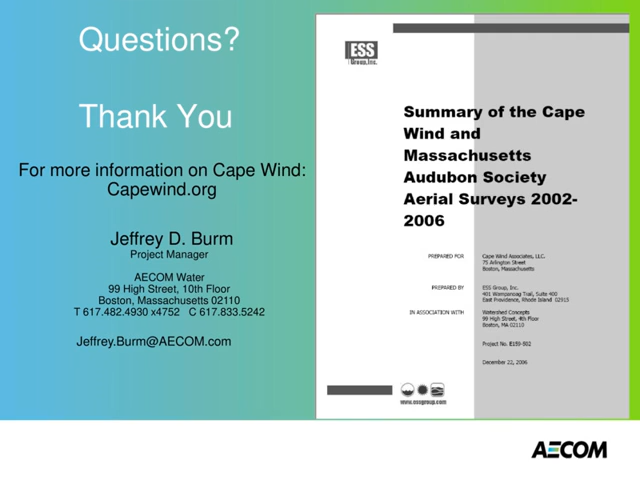 Questions?
Thank You
For more information on Cape Wind:
Capewind.org
Jeffrey D. Burm
Project Manager
AECOM Water
99 High Street, 10th Floor
Boston, Massachusetts 02110
T 617.482.4930 x4752 C 617.833.5242
Jeffrey.Burm@AECOM.com
ESS
Group, Inc.
Summary of the Cape
Wind and
Massachusetts
Audubon Society
Aerial Surveys 2002-
2006
PREPARED FOR
Cape Wind Associates, LLC.
75 Arlington Street
Boston, Massachusetts
PREPARED BY
ESS Group, Inc.
401 Wampanoag Trail, Suite 400
East Providence, Rhode Island 02915
IN ASSOCIATION WITH
Watershed Concepts
99 High Street, 4th Floor
Boston, MA 02110
Project No. E159-502
December 22, 2006
www.essgroup.com
AECOM